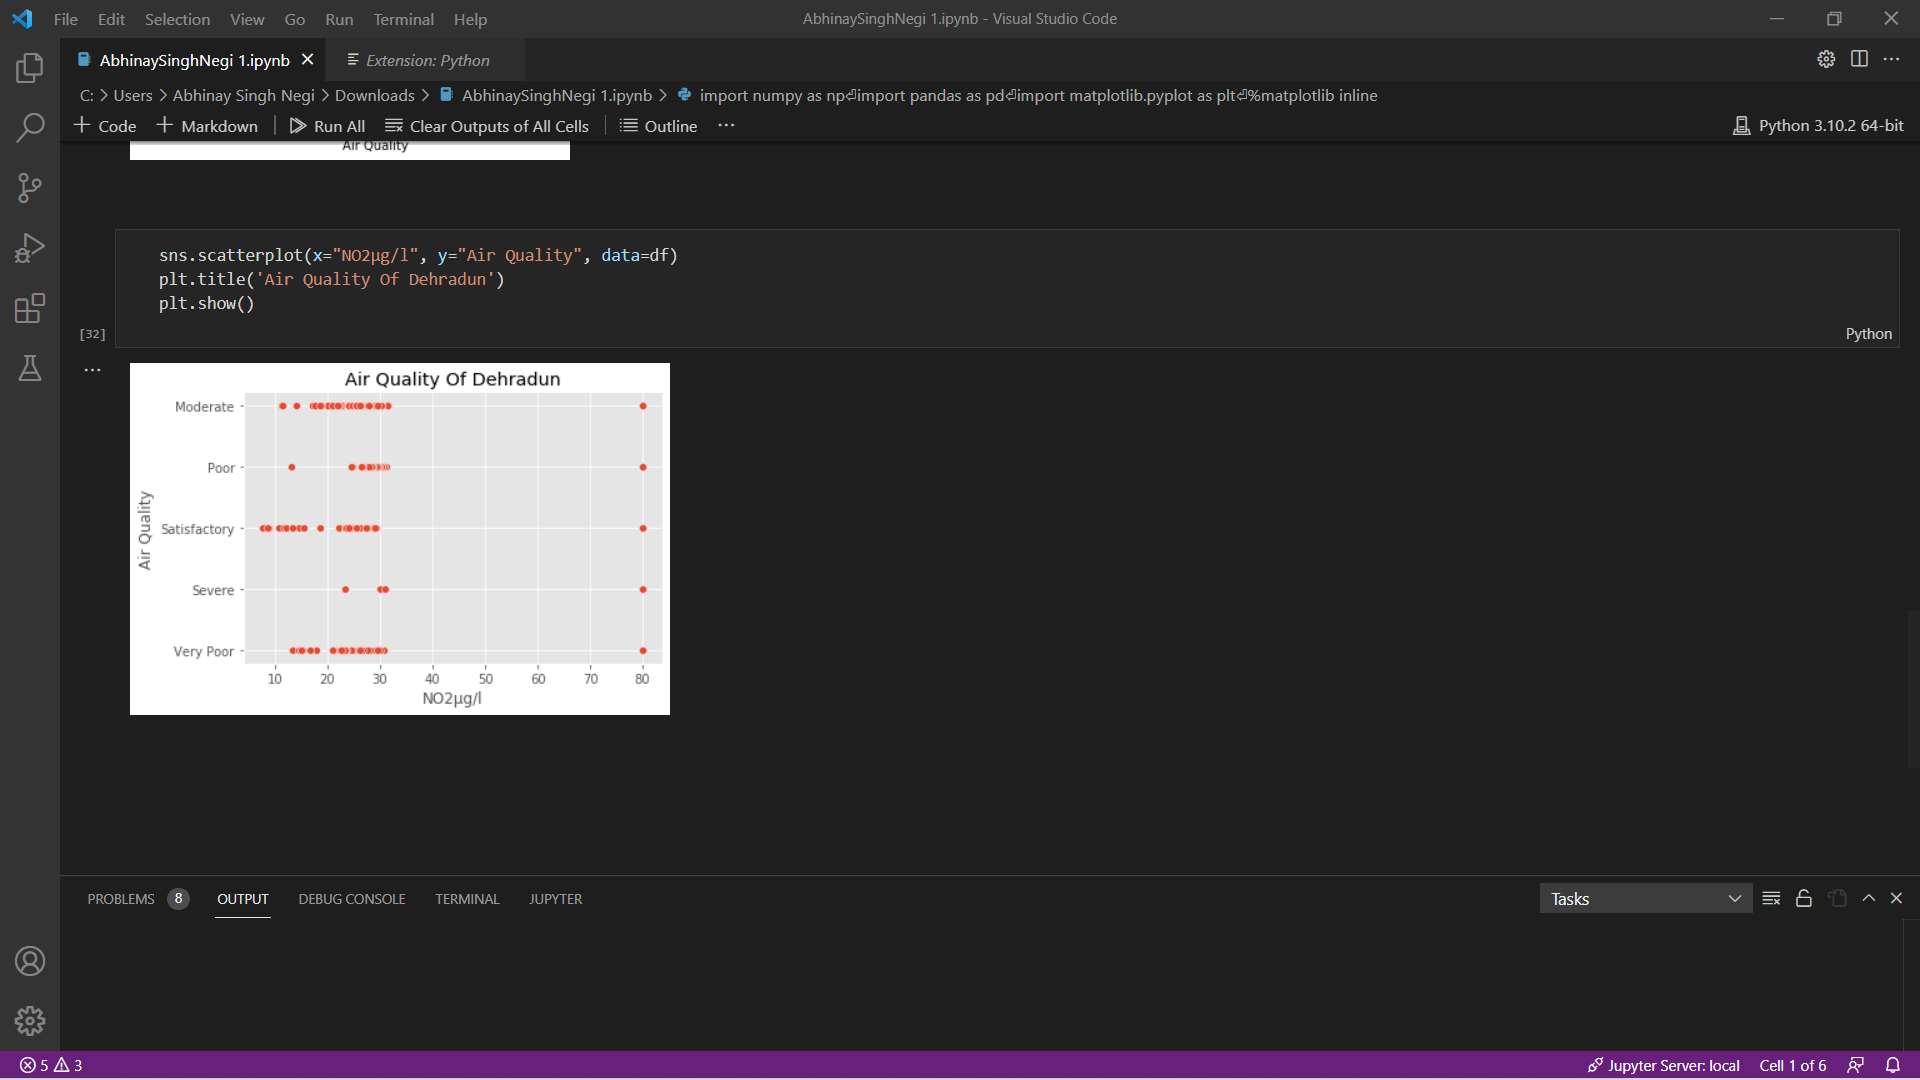 File Edit Selection View Go Run Terminal Help
AbhinaySinghNegi 1.ipynb - Visual Studio Code
AbhinaySinghNegi 1.ipynb
Extension: Python
C: > Users > Abhinay Singh Negi > Downloads > AbhinaySinghNegi 1.ipynb > import numpy as np⏎import pandas as pd⏎import matplotlib.pyplot as plt⏎%matplotlib inline
+ Code + Markdown Run All Clear Outputs of All Cells Outline ...
Python 3.10.2 64-bit
Air Quality
sns.scatterplot(x="NO2µg/l", y="Air Quality", data=df)
plt.title('Air Quality Of Dehradun')
plt.show()
[32]
Python
...
Air Quality Of Dehradun
Air Quality
Moderate
Poor
Satisfactory
Severe
Very Poor
10 20 30 40 50 60 70 80
NO2µg/l
PROBLEMS 8 OUTPUT DEBUG CONSOLE TERMINAL JUPYTER
Tasks
5 3
Jupyter Server: local Cell 1 of 6